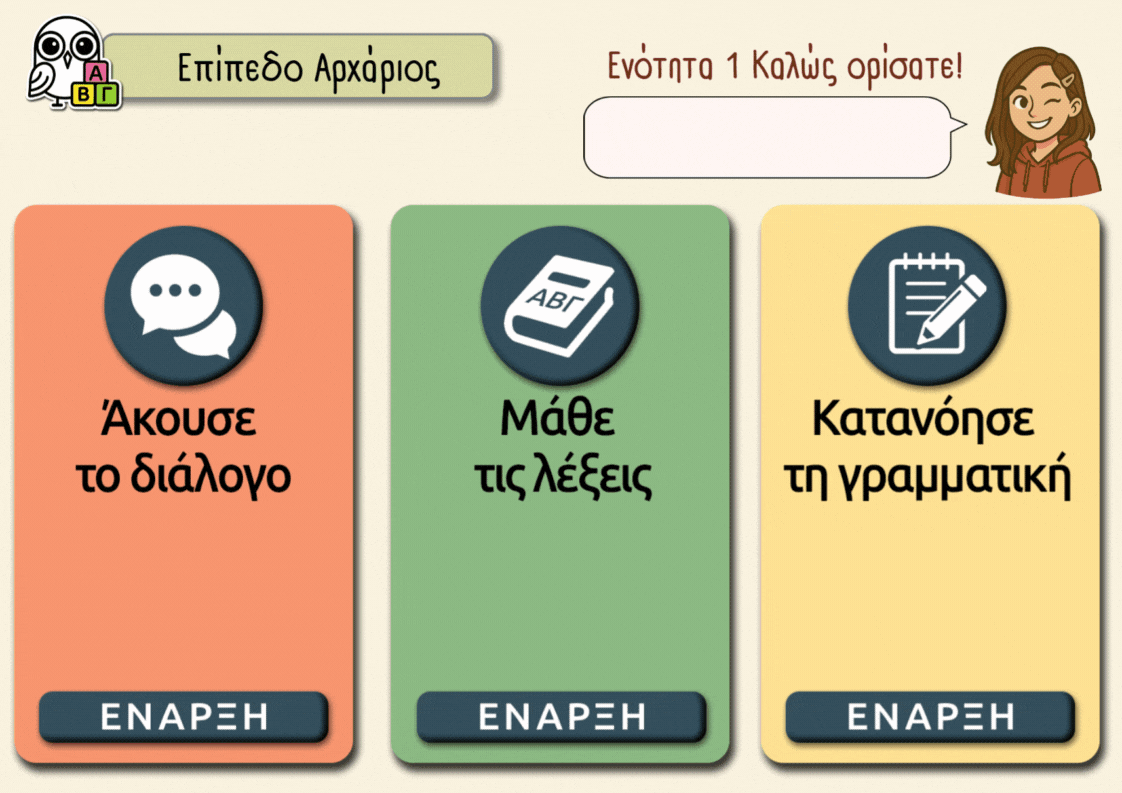 Επίπεδο Αρχάριος
Α
Β Γ
Ενότητα 1 Καλώς ορίσατε!
ΑΒΓ
Άκουσε
το διάλογο
Μάθε
τις λέξεις
Κατανόησε
τη γραμματική
ΕΝΑΡΞΗ
ΕΝΑΡΞΗ
ΕΝΑΡΞΗ